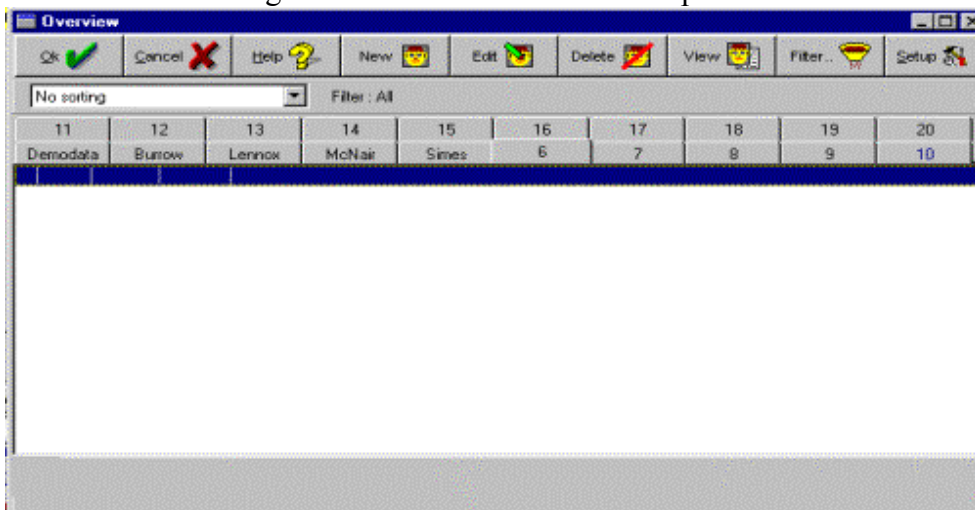 Overview
Ok Cancel Help New Edit Delete View Filter.. Setup
No sorting Filter : All
11 12 13 14 15 16 17 18 19 20
Demodata Burrow Lennox McNair Simes 6 7 8 9 10